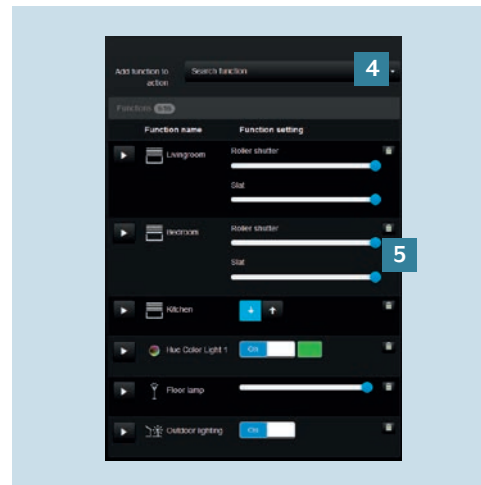 Add function to action
Search function
4
Functions
Function name Function setting
Livingroom
Roller shutter
Slat
Bedroom
Roller shutter
5
Slat
Kitchen
Hue Color Light 1 On
Floor lamp
Outdoor lighting On